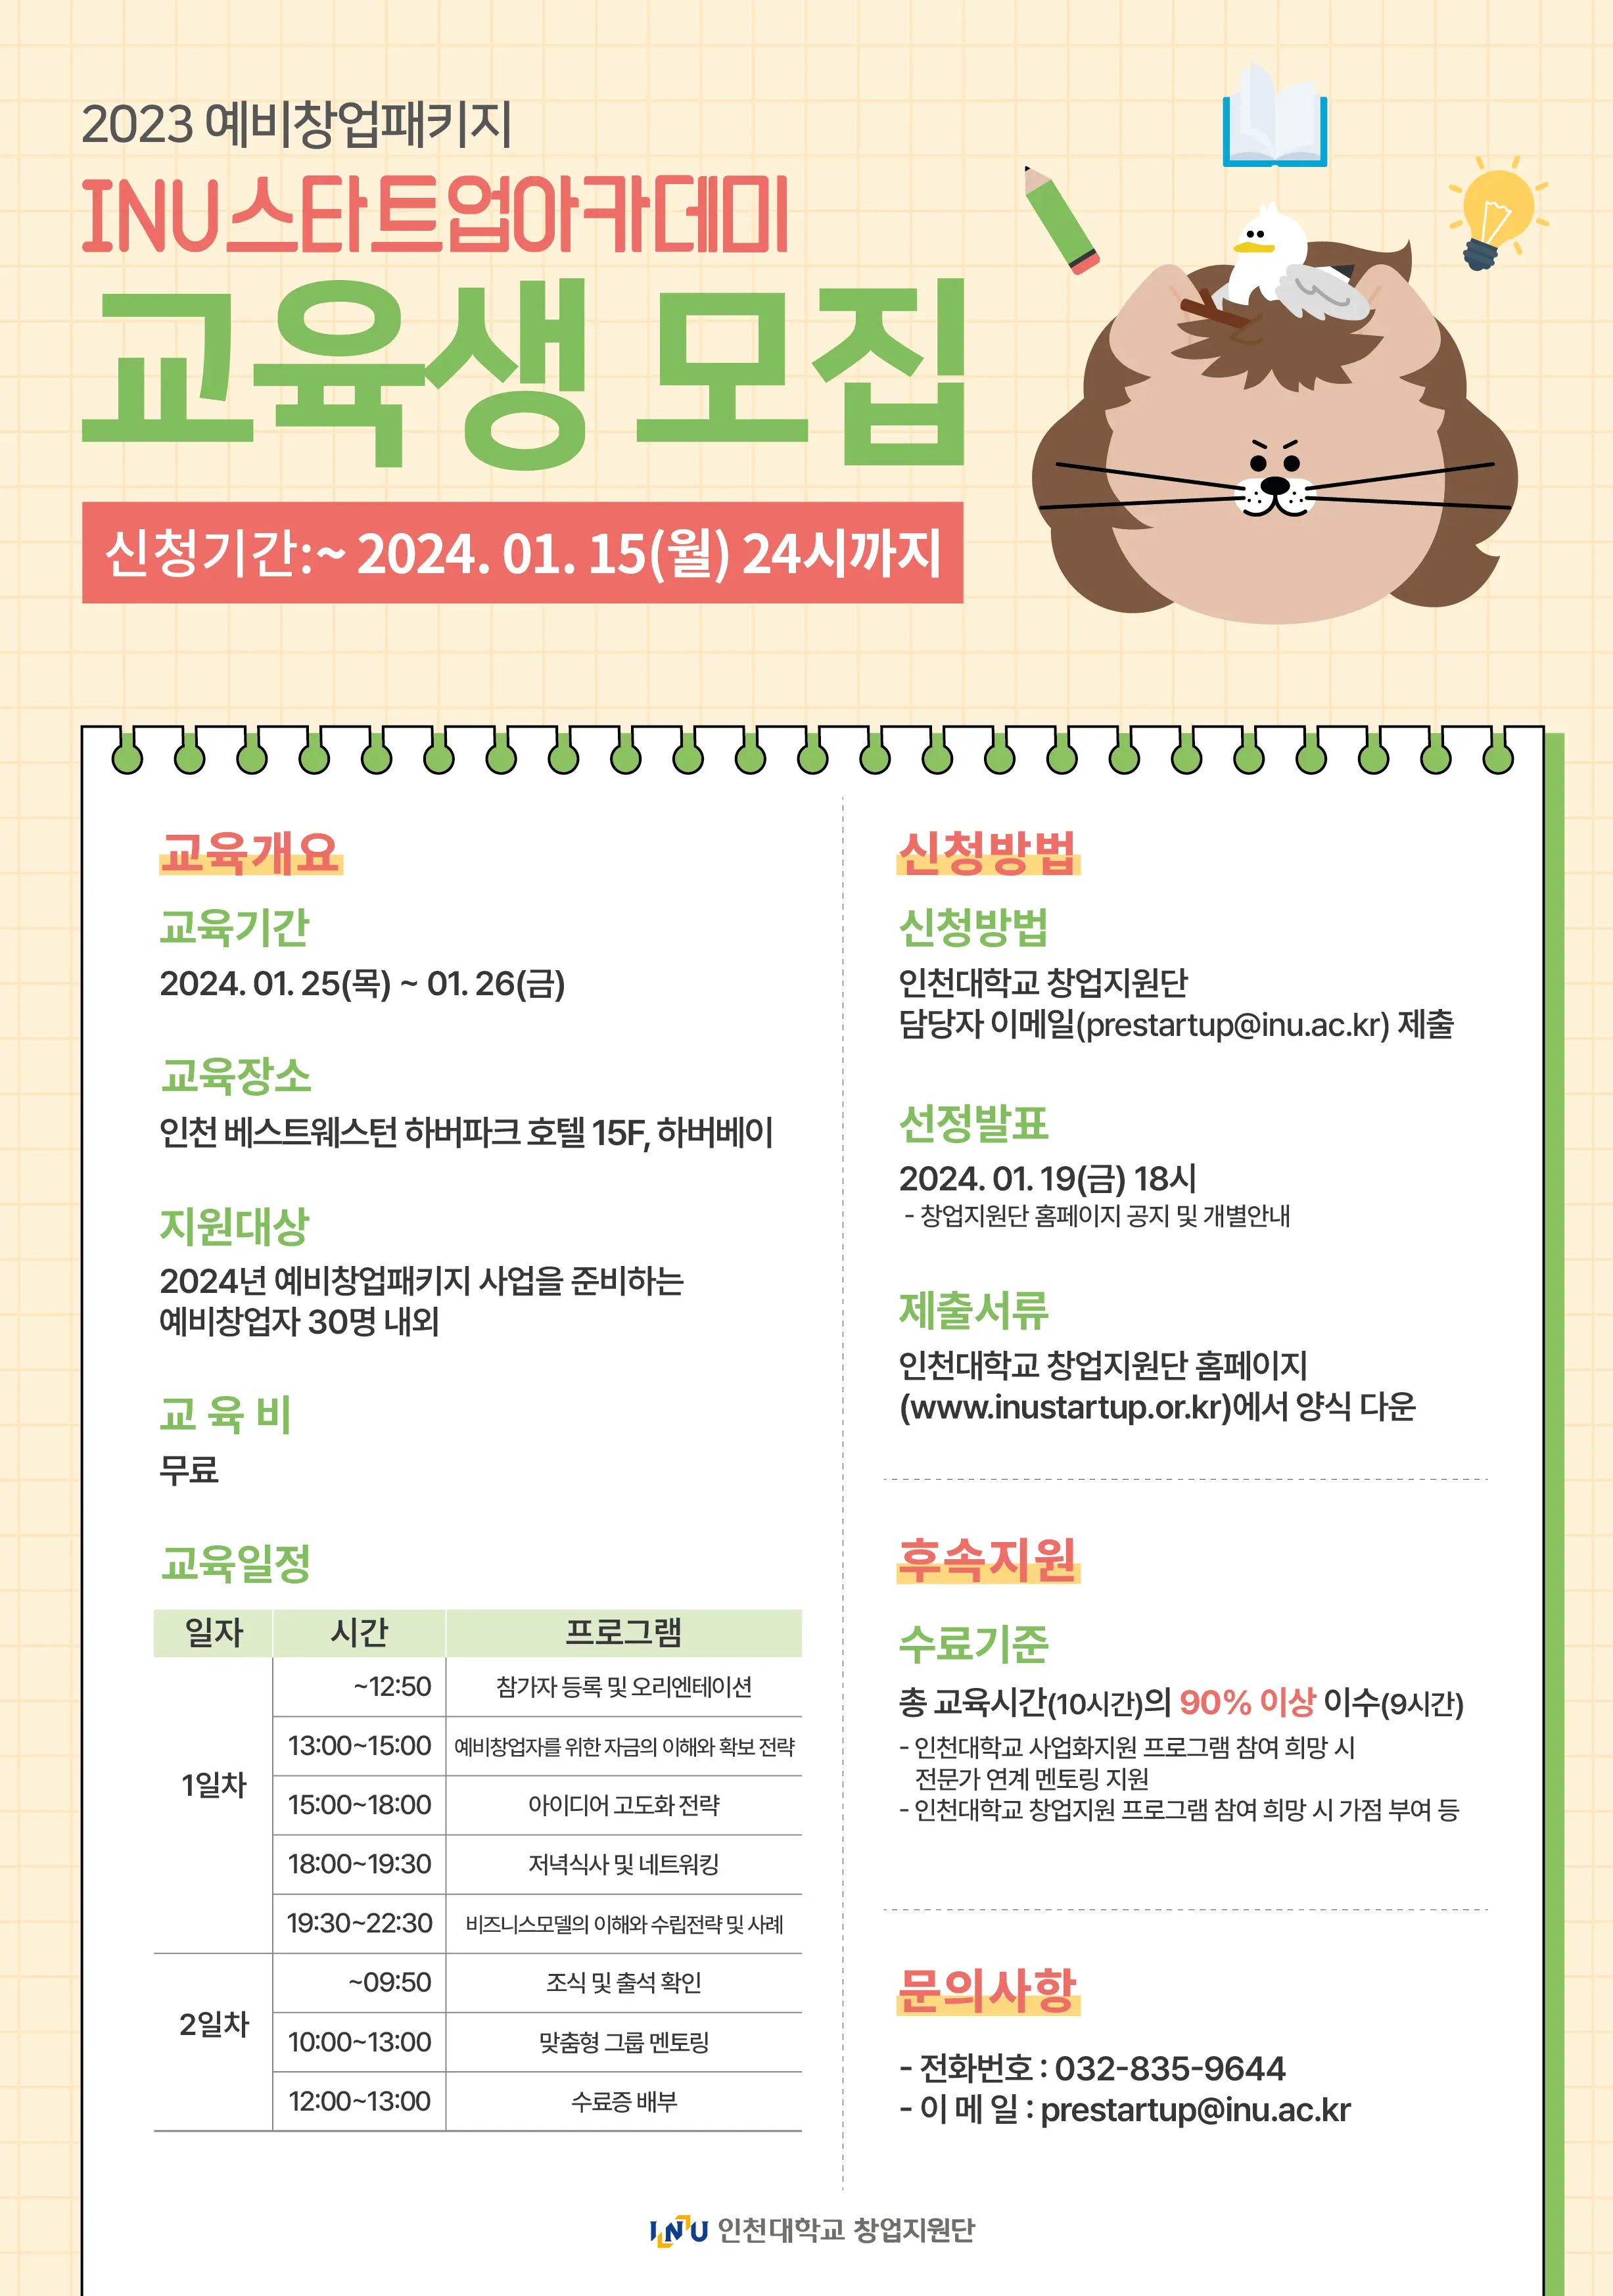 2023 예비창업패키지
INU 스타트업아카데미
교육생 모집
신청기간:~ 2024. 01. 15(월) 24시까지
교육개요
교육기간
2024. 01. 25(목) ~ 01. 26(금)
교육장소
인천 베스트웨스턴 하버파크 호텔 15F, 하버베이
지원대상
2024년 예비창업패키지 사업을 준비하는
예비창업자 30명 내외
교 육 비
무료
교육일정
일자 시간 프로그램
1일차
~12:50 참가자 등록 및 오리엔테이션
13:00~15:00 예비창업자를 위한 자금의 이해와 확보 전략
15:00~18:00 아이디어 고도화 전략
18:00~19:30 저녁식사 및 네트워킹
19:30~22:30 비즈니스모델의 이해와 수립전략 및 사례
2일차
~09:50 조식 및 출석 확인
10:00~13:00 맞춤형 그룹 멘토링
12:00~13:00 수료증 배부
신청방법
신청방법
인천대학교 창업지원단
담당자 이메일(prestartup@inu.ac.kr) 제출
선정발표
2024. 01. 19(금) 18시
- 창업지원단 홈페이지 공지 및 개별안내
제출서류
인천대학교 창업지원단 홈페이지
(www.inustartup.or.kr)에서 양식 다운
후속지원
수료기준
총 교육시간(10시간)의 90% 이상 이수(9시간)
- 인천대학교 사업화지원 프로그램 참여 희망 시
전문가 연계 멘토링 지원
- 인천대학교 창업지원 프로그램 참여 희망 시 가점 부여 등
문의사항
- 전화번호 : 032-835-9644
- 이 메 일 : prestartup@inu.ac.kr
INU 인천대학교 창업지원단